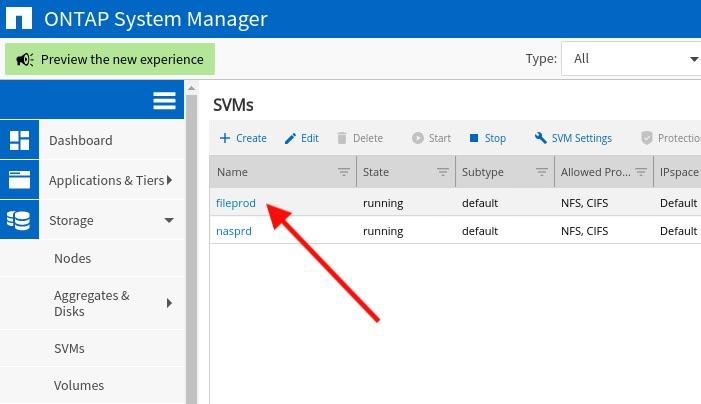 ONTAP System Manager
Preview the new experience
Type: All
SVMs
Create Edit Delete Start Stop SVM Settings Protectio
Name State Subtype Allowed Pro... IPspace
fileprod running default NFS, CIFS Default
nasprd running default NFS, CIFS Default
Dashboard
Applications & Tiers
Storage
Nodes
Aggregates &
Disks
SVMs
Volumes